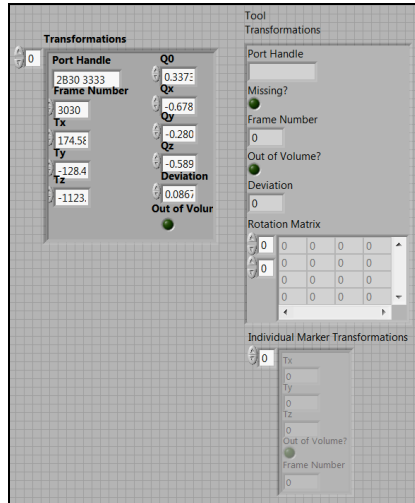 Transformations
0
Port Handle
2B30 3333
Frame Number
3030
Tx
174.58
Ty
-128.4
Tz
-1123.
Q0
0.3373
Qx
-0.678
Qy
-0.280
Qz
-0.589
Deviation
0.0867
Out of Volum
Tool
Transformations
Port Handle
Missing?
Frame Number
0
Out of Volume?
Deviation
0
Rotation Matrix
0
0
0 0 0 0
0 0 0 0
0 0 0 0
0 0 0 0
Individual Marker Transformations
0
Tx
0
Ty
0
Tz
0
Out of Volume?
Frame Number
0